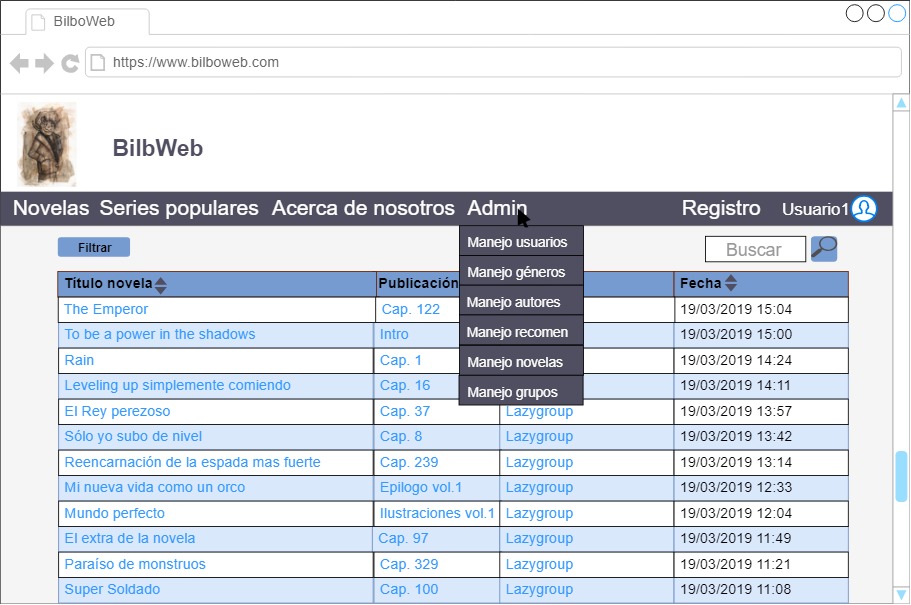 BilboWeb
https://www.bilboweb.com
BilbWeb
Novelas Series populares Acerca de nosotros Admin Registro Usuario1
Filtrar Manejo usuarios Buscar
Manejo géneros
Título novela Publicación Fecha
Manejo autores
The Emperor Cap. 122 19/03/2019 15:04
To be a power in the shadows Intro Manejo recomen 19/03/2019 15:00
Rain Cap. 1 Manejo novelas 19/03/2019 14:24
Leveling up simplemente comiendo Cap. 16 Manejo grupos 19/03/2019 14:11
El Rey perezoso Cap. 37 Lazygroup 19/03/2019 13:57
Sólo yo subo de nivel Cap. 8 Lazygroup 19/03/2019 13:42
Reencarnación de la espada mas fuerte Cap. 239 Lazygroup 19/03/2019 13:14
Mi nueva vida como un orco Epilogo vol.1 Lazygroup 19/03/2019 12:33
Mundo perfecto Ilustraciones vol.1 Lazygroup 19/03/2019 12:04
El extra de la novela Cap. 97 Lazygroup 19/03/2019 11:49
Paraíso de monstruos Cap. 329 Lazygroup 19/03/2019 11:21
Super Soldado Cap. 100 Lazygroup 19/03/2019 11:08